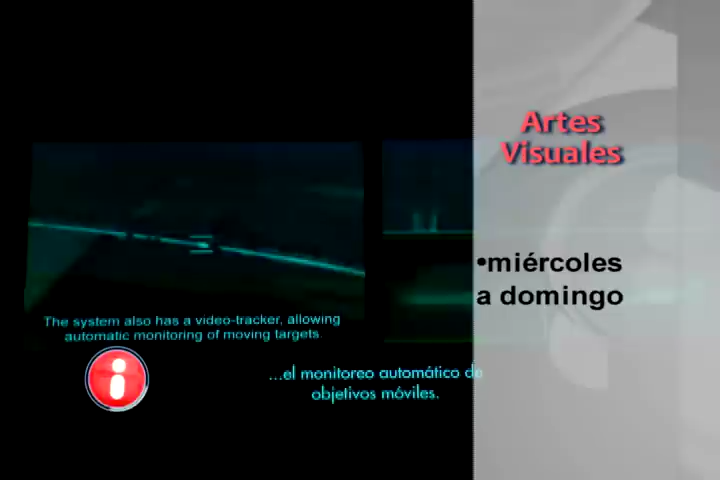 Artes
Visuales
•miércoles
a domingo
The system also has a video-tracker, allowing
automatic monitoring of moving targets.
...el monitoreo automático de
objetivos móviles.